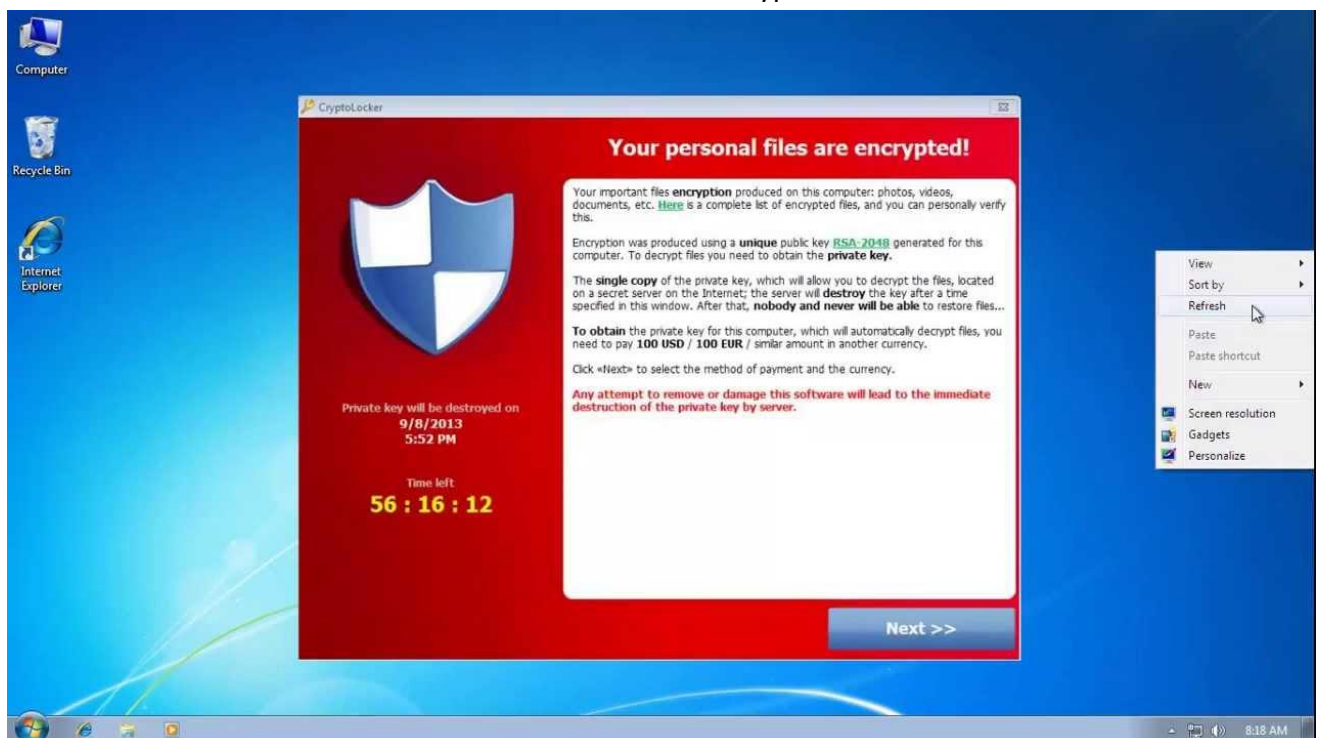 Computer
Recycle Bin
Internet
Explorer
CryptoLocker
Your personal files are encrypted!
Your important files encryption produced on this computer: photos, videos,
documents, etc. Here is a complete list of encrypted files, and you can personally verify
this.
Encryption was produced using a unique public key RSA-2048 generated for this
computer. To decrypt files you need to obtain the private key.
The single copy of the private key, which will allow you to decrypt the files, located
on a secret server on the Internet; the server will destroy the key after a time
specified in this window. After that, nobody and never will be able to restore files...
To obtain the private key for this computer, which will automatically decrypt files, you
need to pay 100 USD / 100 EUR / similar amount in another currency.
Click «Next» to select the method of payment and the currency.
Any attempt to remove or damage this software will lead to the immediate
destruction of the private key by server.
Private key will be destroyed on
9/8/2013
5:52 PM
Time left
56 : 16 : 12
Next >>
View
Sort by
Refresh
Paste
Paste shortcut
New
Screen resolution
Gadgets
Personalize
8:18 AM